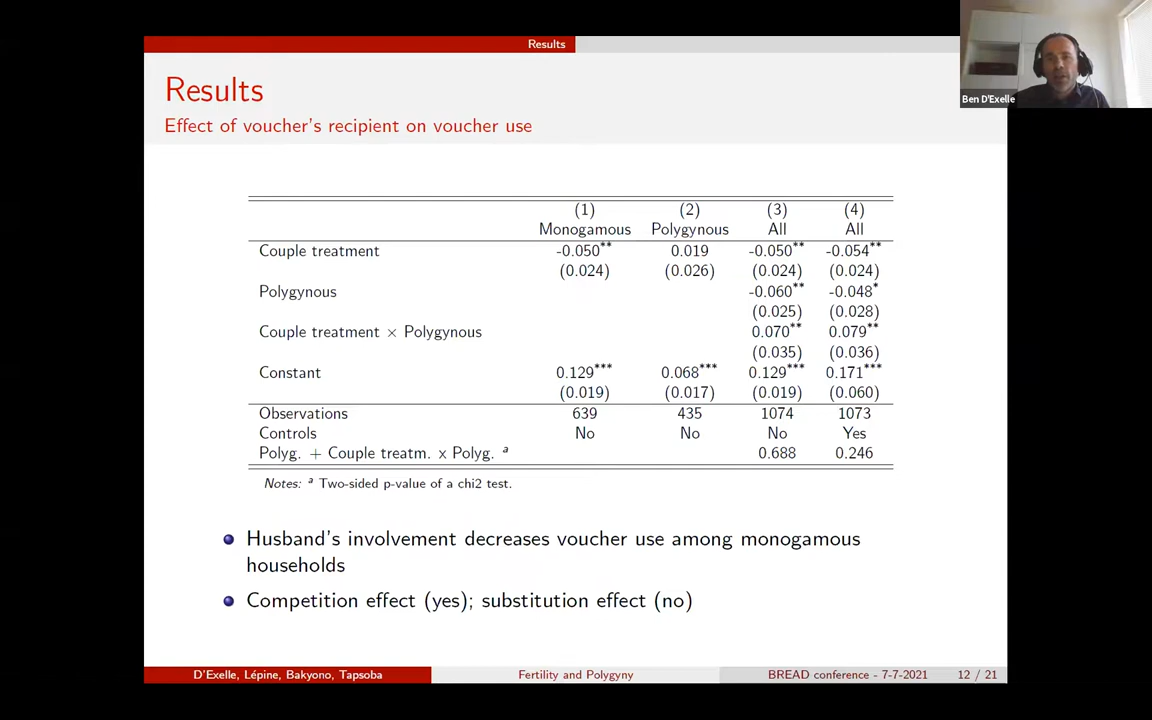 Results
Results
Effect of voucher's recipient on voucher use
Ben D'Exelle
(1) (2) (3) (4)
Monogamous Polygynous All All
Couple treatment -0.050** 0.019 -0.050** -0.054**
(0.024) (0.026) (0.024) (0.024)
Polygynous -0.060** -0.048*
(0.025) (0.028)
Couple treatment × Polygynous 0.070** 0.079**
(0.035) (0.036)
Constant 0.129*** 0.068*** 0.129*** 0.171***
(0.019) (0.017) (0.019) (0.060)
Observations 639 435 1074 1073
Controls No No No Yes
Polyg. + Couple treatm. x Polyg. a 0.688 0.246
Notes: a Two-sided p-value of a chi2 test.
Husband's involvement decreases voucher use among monogamous
households
Competition effect (yes); substitution effect (no)
D'Exelle, Lépine, Bakyono, Tapsoba Fertility and Polygyny BREAD conference - 7-7-2021 12 / 21